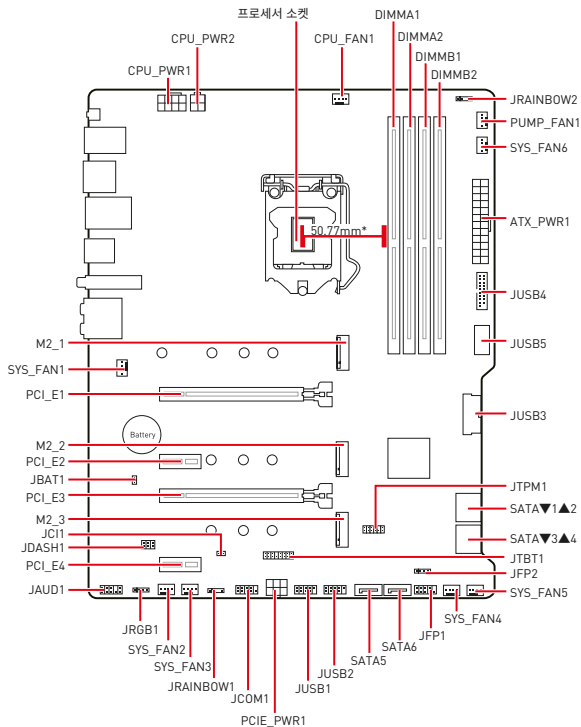 프로세서 소켓
DIMMA1
CPU_PWR2
CPU_FAN1
DIMMA2
CPU_PWR1
DIMMB1
DIMMB2
JRAINBOW2
PUMP_FAN1
SYS_FAN6
50.77mm*
ATX_PWR1
JUSB4
M2_1
JUSB5
SYS_FAN1
PCI_E1
JUSB3
Battery
M2_2
PCI_E2
JBAT1
JTPM1
PCI_E3
SATA▼1▲2
M2_3
JCI1
SATA▼3▲4
JDASH1
JTBT1
PCI_E4
JFP2
JAUD1
SYS_FAN5
JRGB1
SYS_FAN4
SYS_FAN2
JFP1
SYS_FAN3
SATA6
JRAINBOW1
SATA5
JCOM1
JUSB2
JUSB1
PCIE_PWR1